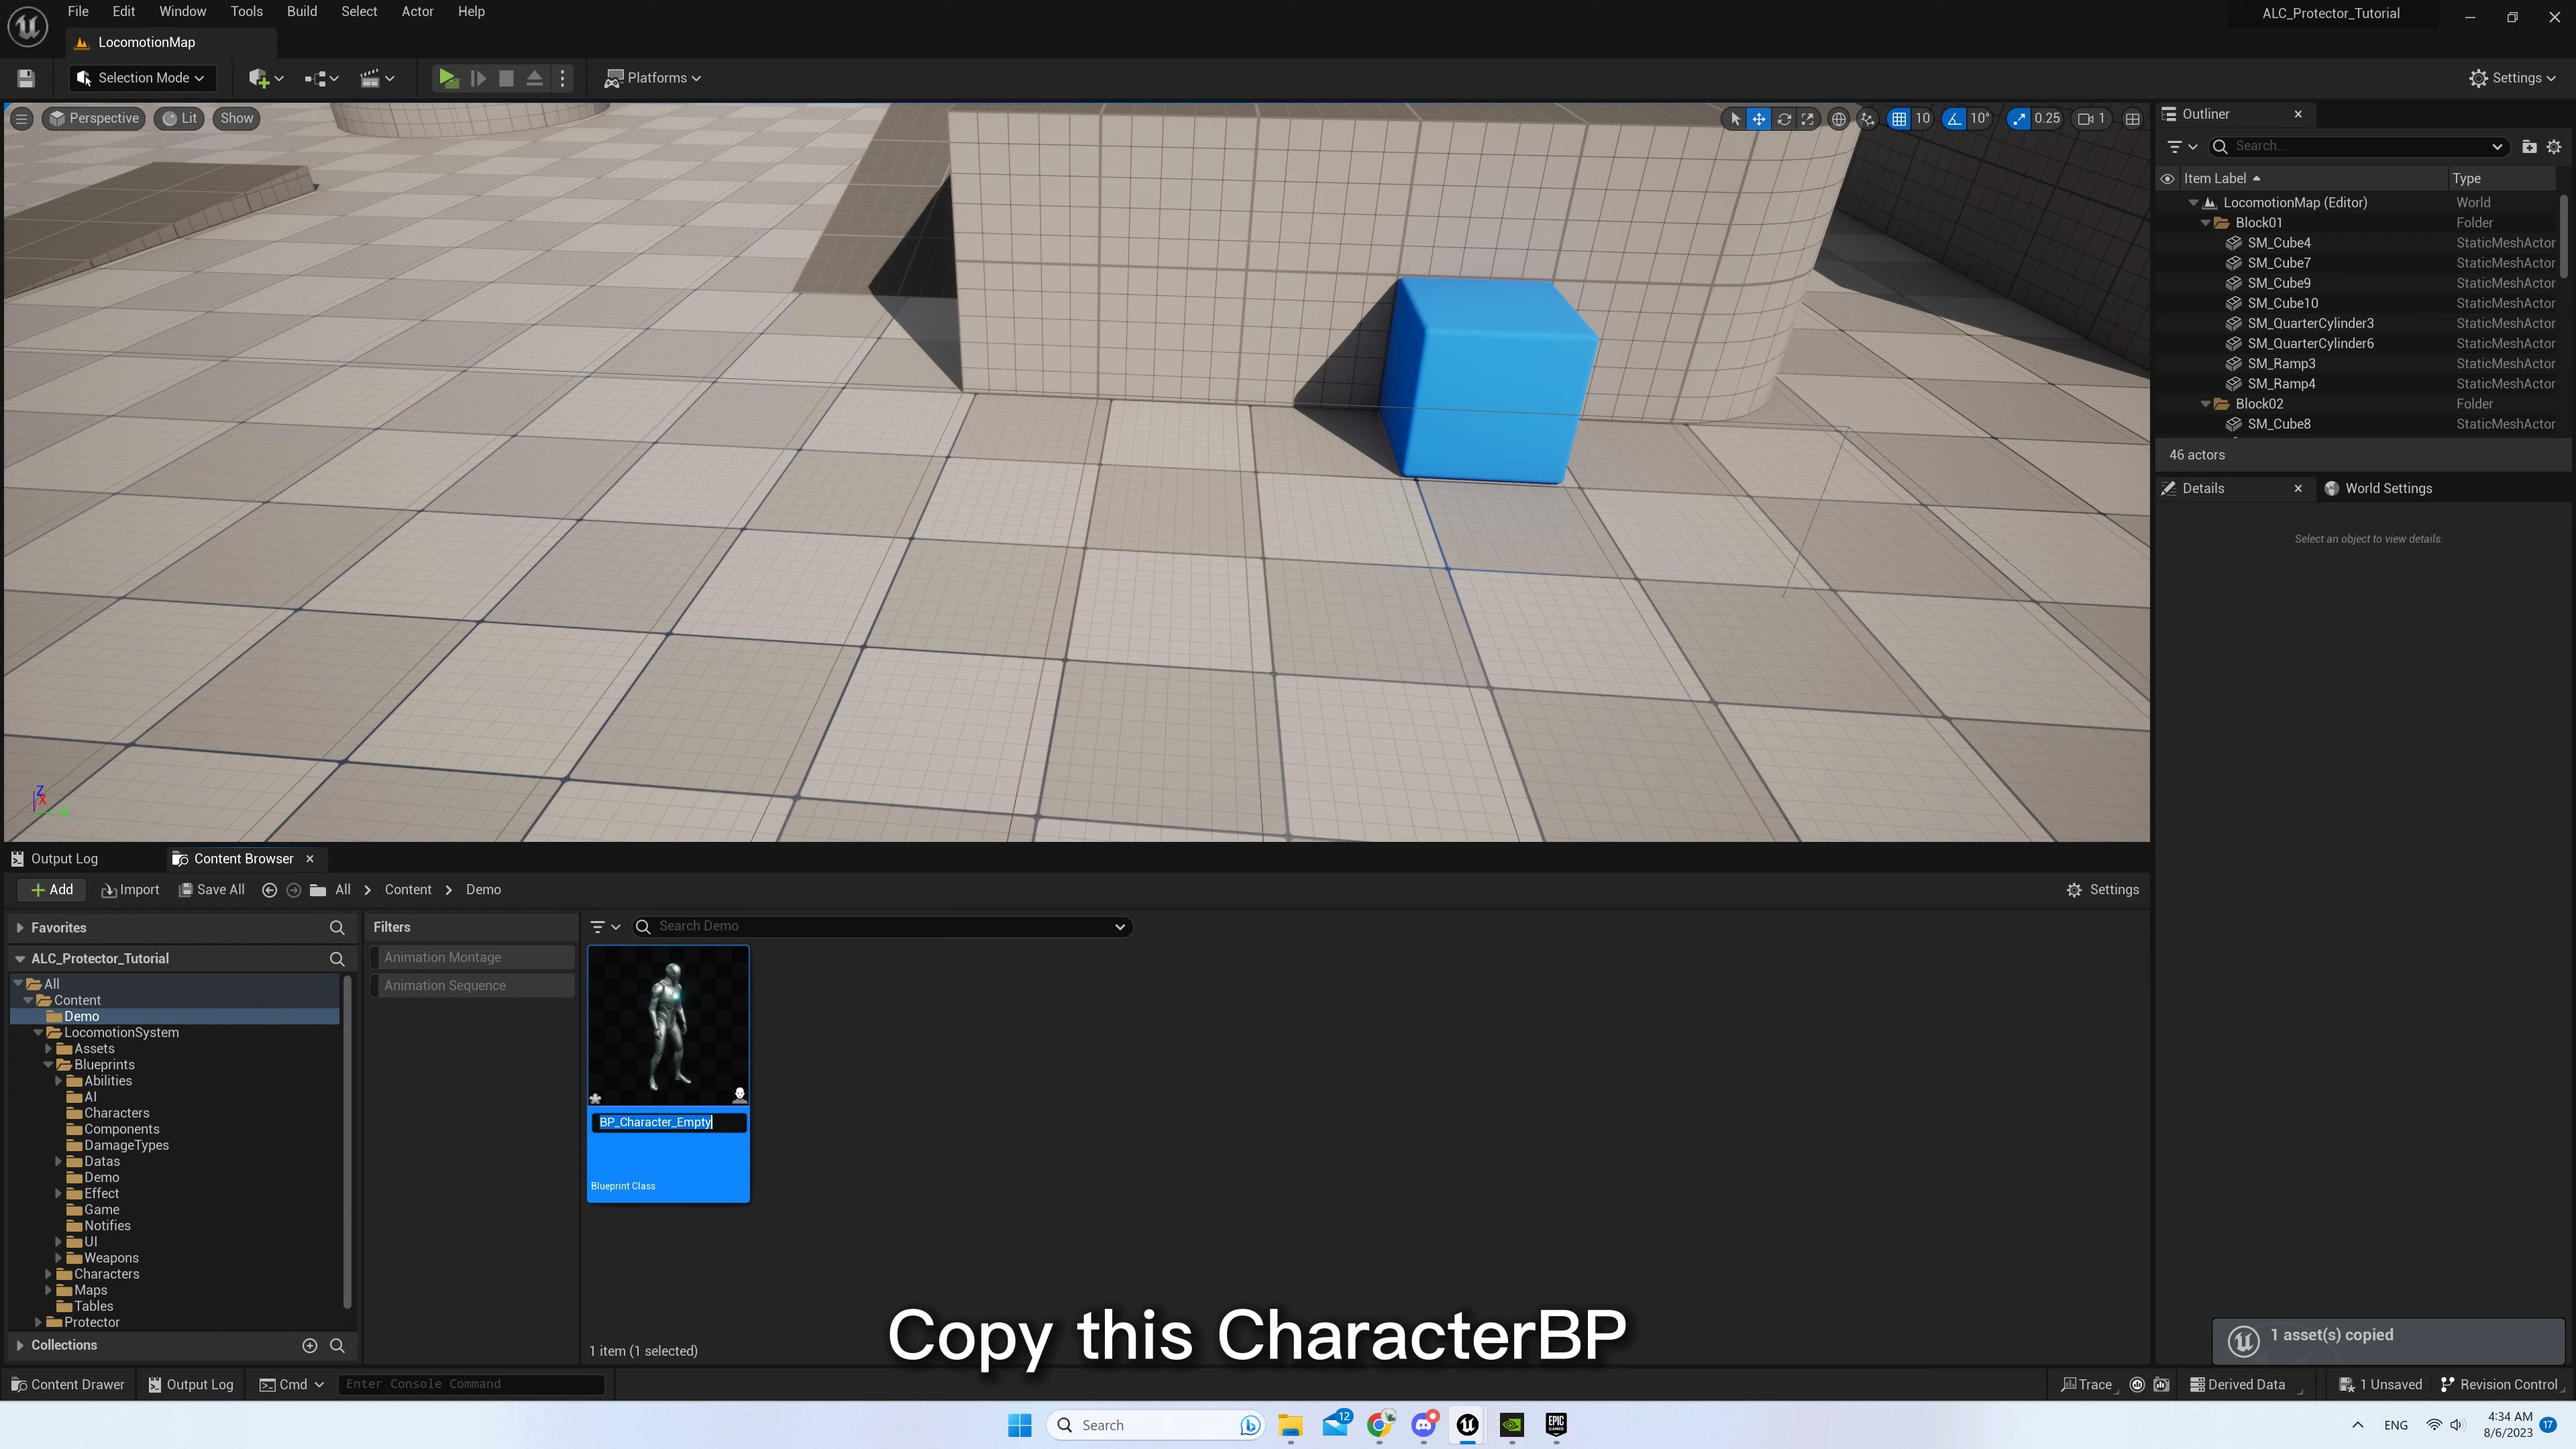 File Edit Window Tools Build Select Actor Help
ALC_Protector_Tutorial
LocomotionMap
Selection Mode
Platforms
Settings
Perspective Lit Show
10 10° 0.25 1
Outliner
Search...
Item Label Type
LocomotionMap (Editor) World
Block01 Folder
SM_Cube4 StaticMeshActor
SM_Cube7 StaticMeshActor
SM_Cube9 StaticMeshActor
SM_Cube10 StaticMeshActor
SM_QuarterCylinder3 StaticMeshActor
SM_QuarterCylinder6 StaticMeshActor
SM_Ramp3 StaticMeshActor
SM_Ramp4 StaticMeshActor
Block02 Folder
SM_Cube8 StaticMeshActor
46 actors
Details World Settings
Select an object to view details.
Z
X
Y
Output Log Content Browser
Add Import Save All All Content Demo Settings
Favorites
ALC_Protector_Tutorial
All
Content
Demo
LocomotionSystem
Assets
Blueprints
Abilities
AI
Characters
Components
DamageTypes
Datas
Demo
Effect
Game
Notifies
UI
Weapons
Characters
Maps
Tables
Protector
Collections
Filters
Animation Montage
Animation Sequence
Search Demo
BP_Character_Empty
Blueprint Class
1 item (1 selected)
Copy this CharacterBP
1 asset(s) copied
Content Drawer Output Log Cmd Enter Console Command
Trace Derived Data 1 Unsaved Revision Control
Search
12
EPIC GAMES
ENG
4:34 AM
8/6/2023
17